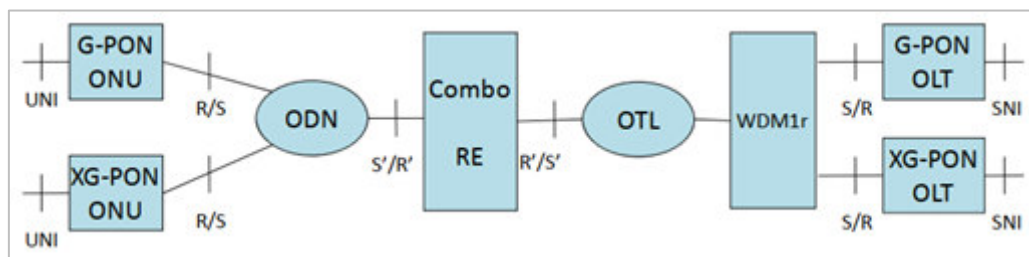 G-PON
ONU
UNI
R/S
XG-PON
ONU
UNI
R/S
ODN
S'/R'
Combo
RE
R'/S'
OTL
WDM1r
G-PON
OLT
S/R
SNI
XG-PON
OLT
S/R
SNI